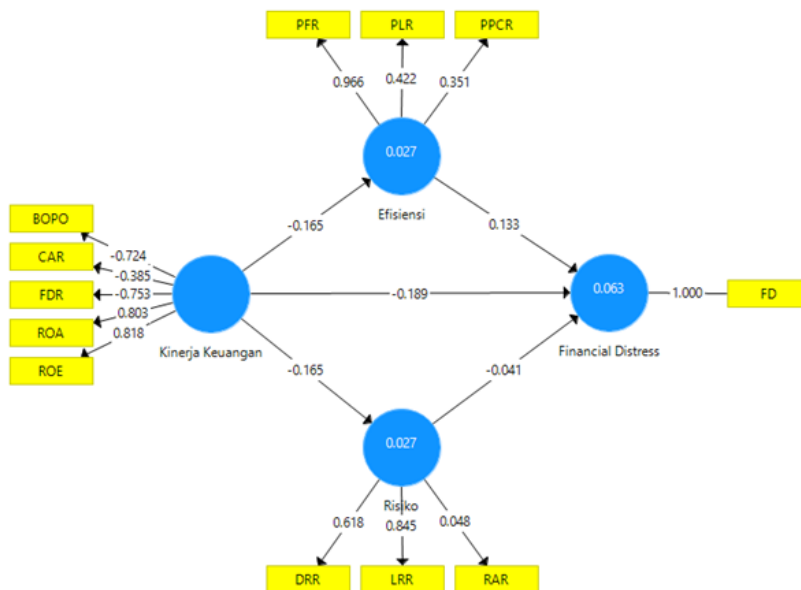 PFR PLR PPCR
0.966 0.422 0.351
0.027
Efisiensi
-0.165 0.133
BOPO
CAR
FDR
ROA
ROE
-0.724
-0.385
-0.753
0.803
0.818
Kinerja Keuangan
-0.189
0.063
Financial Distress
1.000
FD
-0.165 -0.041
0.027
Risiko
0.618 0.845 0.048
DRR LRR RAR